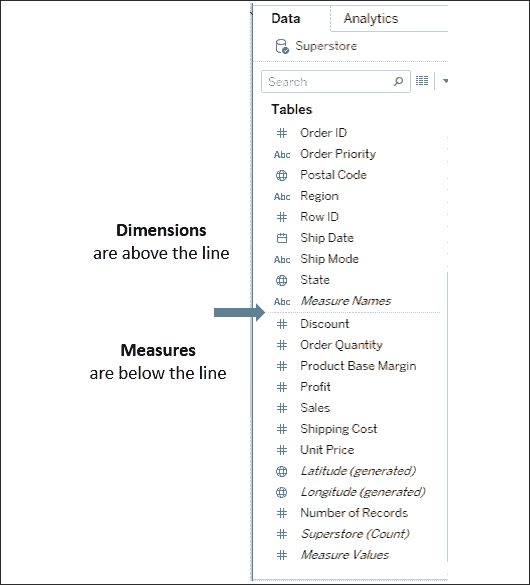 Data Analytics
Superstore
Search
Tables
# Order ID
Abc Order Priority
Postal Code
Abc Region
# Row ID
Ship Date
Abc Ship Mode
State
Abc Measure Names
# Discount
# Order Quantity
# Product Base Margin
# Profit
# Sales
# Shipping Cost
# Unit Price
Latitude (generated)
Longitude (generated)
# Number of Records
# Superstore (Count)
# Measure Values
Dimensions
are above the line
Measures
are below the line